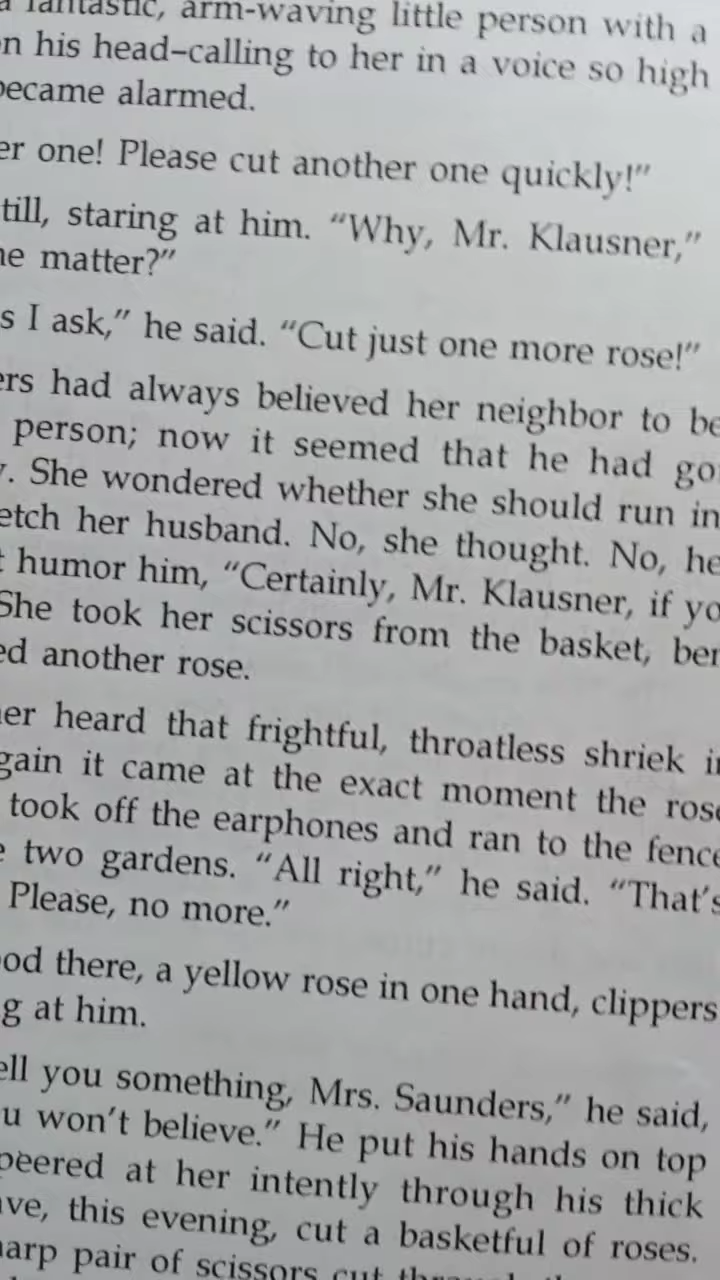 a fantastic, arm-waving little person with a
on his head–calling to her in a voice so high
became alarmed.
er one! Please cut another one quickly!”
till, staring at him. “Why, Mr. Klausner,”
he matter?”
s I ask,” he said. “Cut just one more rose!”
ers had always believed her neighbor to be
person; now it seemed that he had go
y. She wondered whether she should run in
etch her husband. No, she thought. No, he
t humor him, “Certainly, Mr. Klausner, if yo
She took her scissors from the basket, ben
ed another rose.
her heard that frightful, throatless shriek i
gain it came at the exact moment the rose
took off the earphones and ran to the fence
e two gardens. “All right,” he said. “That’s
Please, no more.”
ood there, a yellow rose in one hand, clippers
g at him.
ell you something, Mrs. Saunders,” he said,
u won’t believe.” He put his hands on top
peered at her intently through his thick
ave, this evening, cut a basketful of roses.
harp pair of scissors cut through